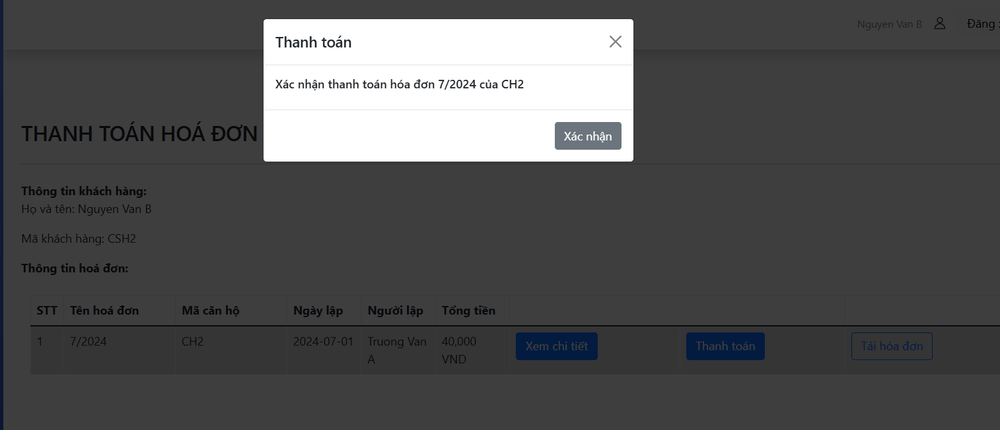 Nguyen Van B
Đăng
Thanh toán
Xác nhận thanh toán hóa đơn 7/2024 của CH2
Xác nhận
THANH TOÁN HOÁ ĐƠN
Thông tin khách hàng:
Họ và tên: Nguyen Van B
Mã khách hàng: CSH2
Thông tin hoá đơn:
STT Tên hoá đơn Mã căn hộ Ngày lập Người lập Tổng tiền
1 7/2024 CH2 2024-07-01 Truong Van 40,000 Xem chi tiết Thanh toán Tải hóa đơn
A VND